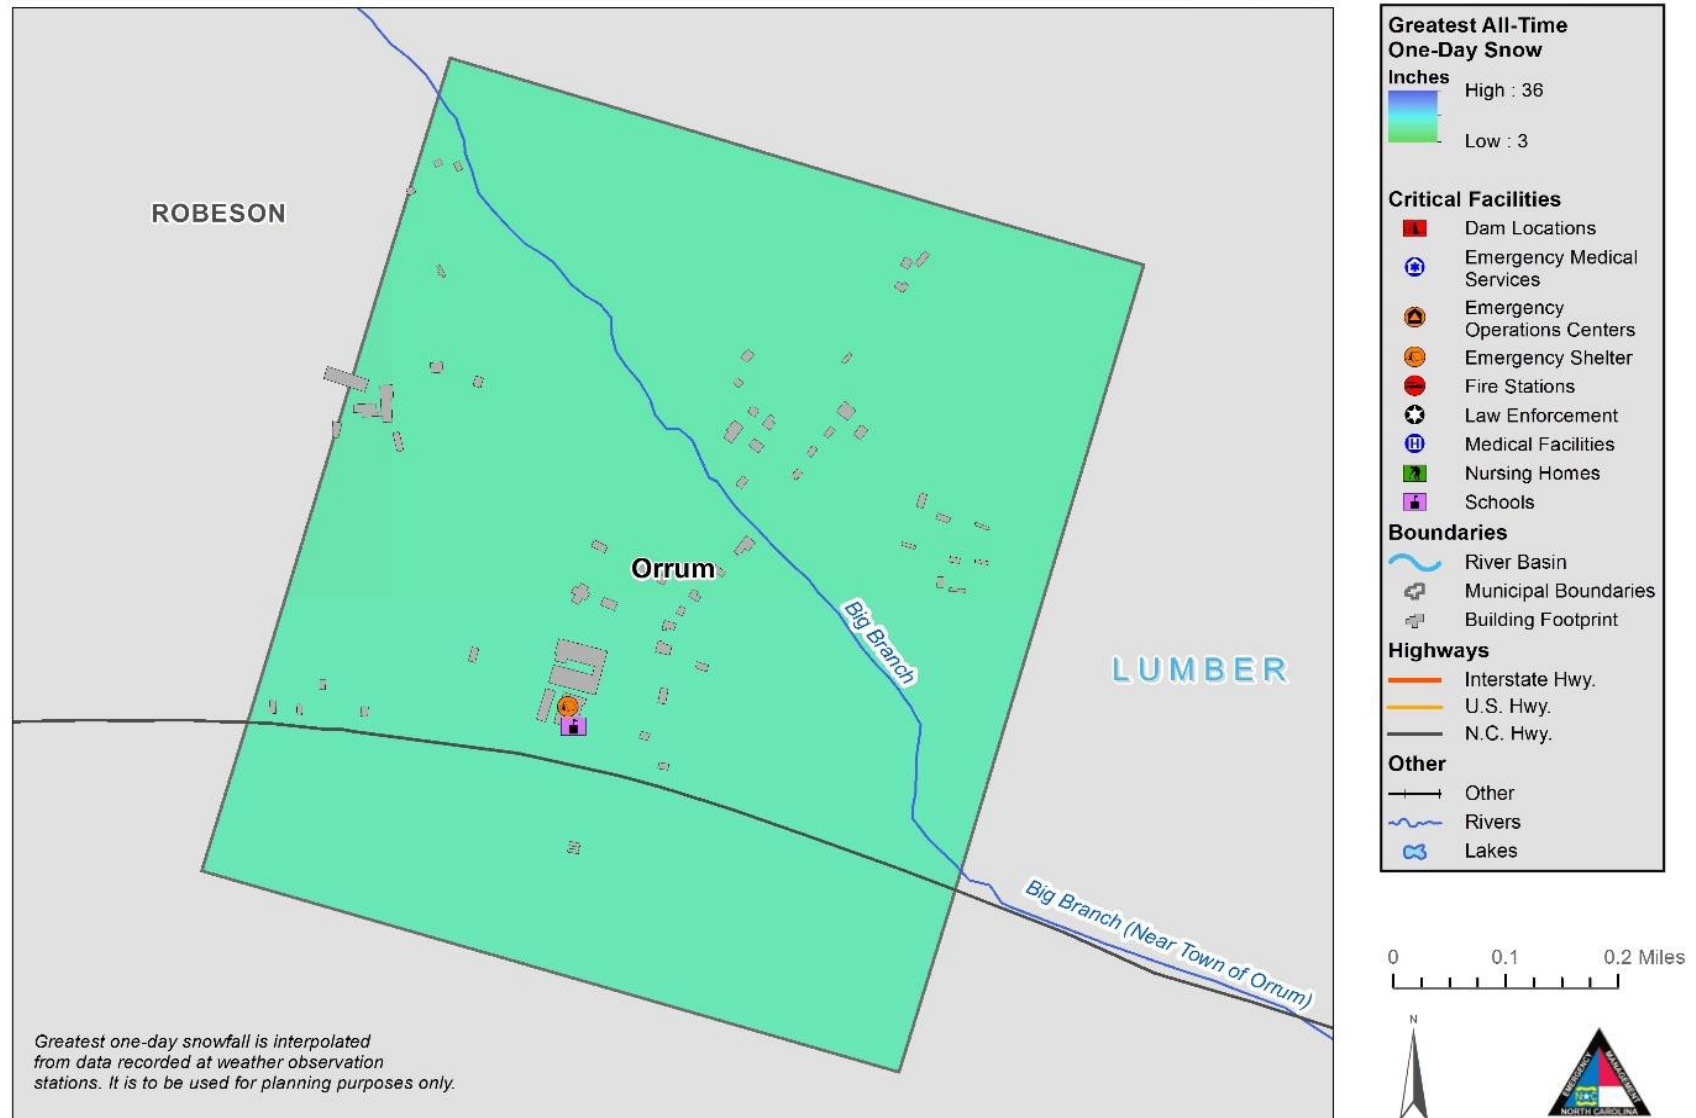 ROBESON
Orrum
Big Branch
LUMBER
Big Branch (Near Town of Orrum)
Greatest one-day snowfall is interpolated
from data recorded at weather observation
stations. It is to be used for planning purposes only.
Greatest All-Time
One-Day Snow
Inches
High : 36
Low : 3
Critical Facilities
Dam Locations
Emergency Medical
Services
Emergency
Operations Centers
Emergency Shelter
Fire Stations
Law Enforcement
H
Medical Facilities
Nursing Homes
Schools
Boundaries
River Basin
Municipal Boundaries
Building Footprint
Highways
Interstate Hwy.
U.S. Hwy.
N.C. Hwy.
Other
Other
Rivers
Lakes
0 0.1 0.2 Miles
N
EMERGENCY
MANAGEMENT
N★C
NORTH CAROLINA